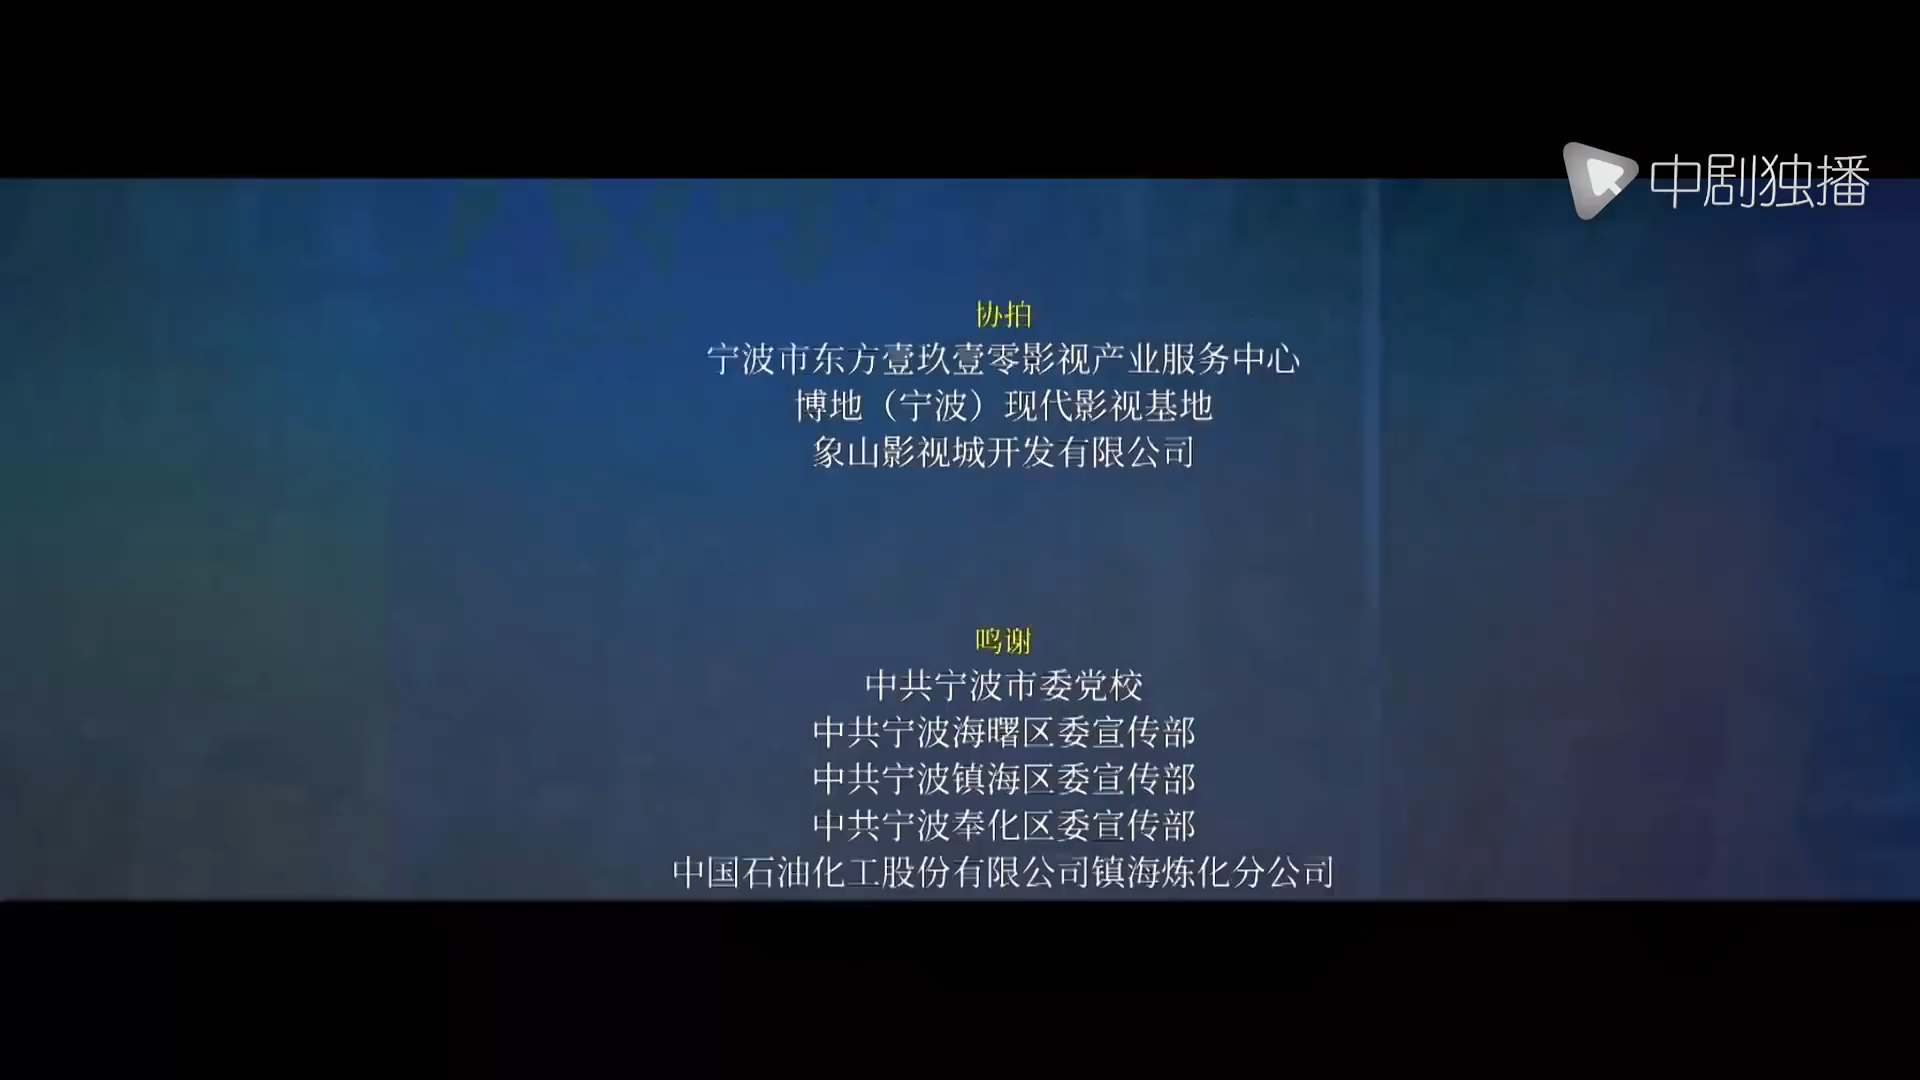 中剧独播
协拍
宁波市东方壹玖壹零影视产业服务中心
博地（宁波）现代影视基地
象山影视城开发有限公司
鸣谢
中共宁波市委党校
中共宁波海曙区委宣传部
中共宁波镇海区委宣传部
中共宁波奉化区委宣传部
中国石油化工股份有限公司镇海炼化分公司